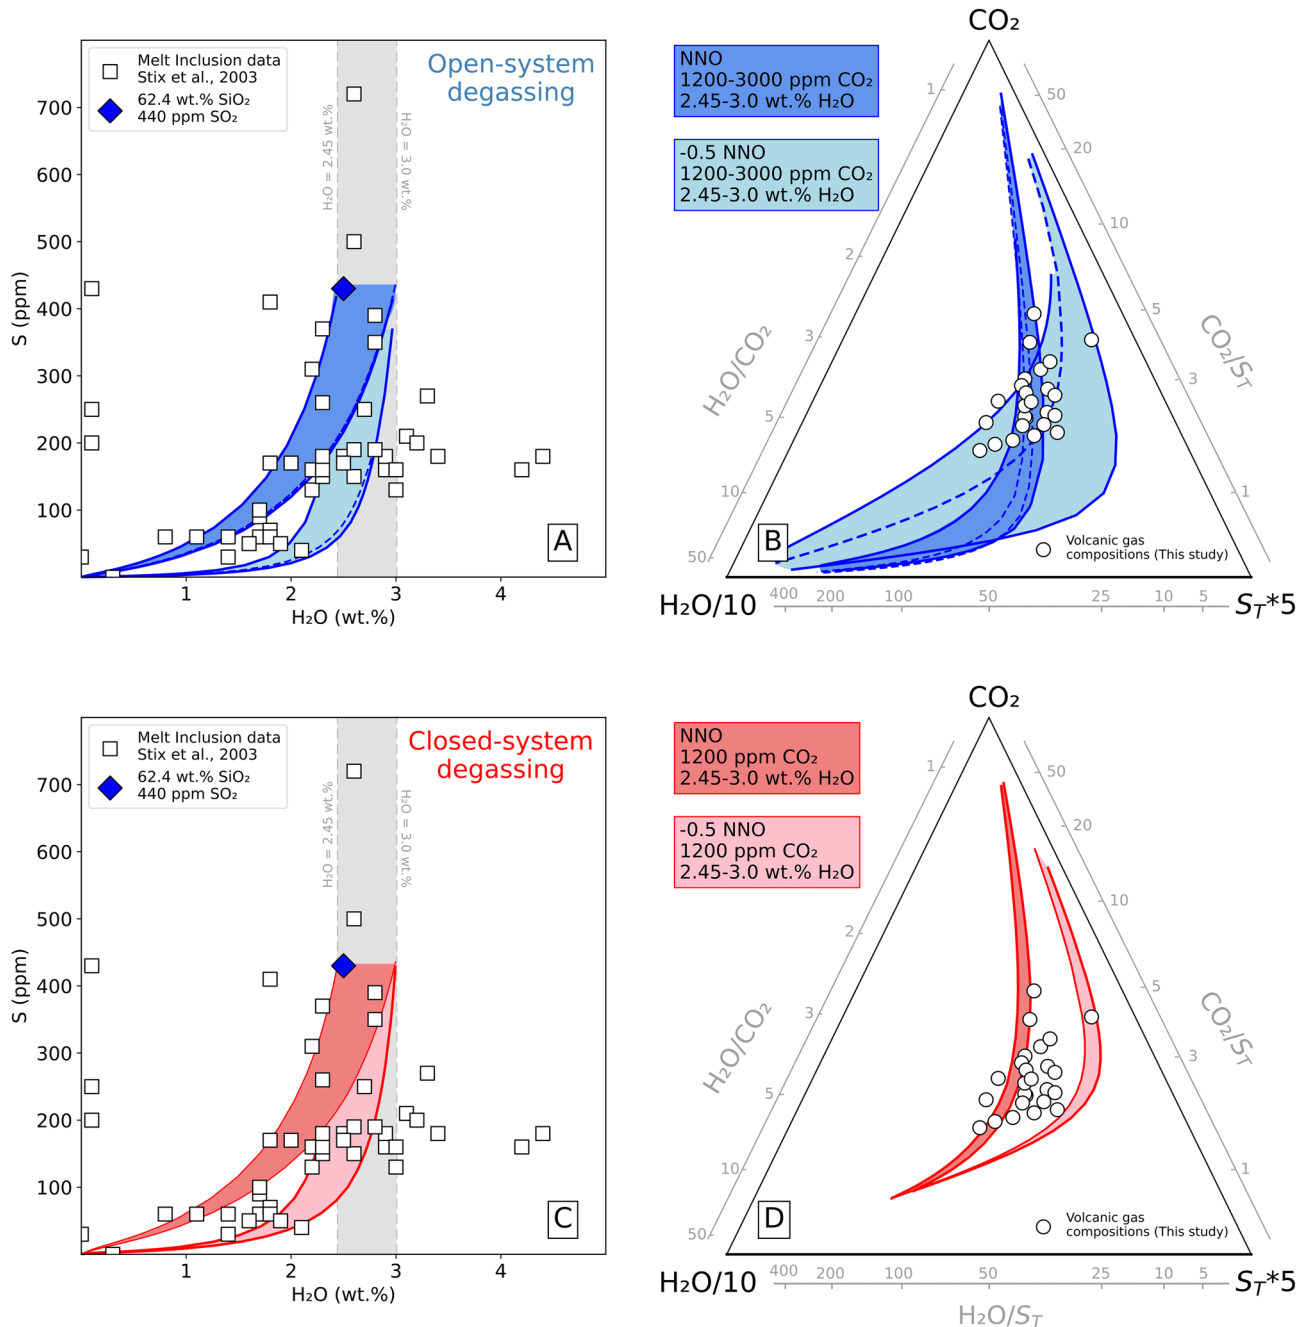 Melt Inclusion data
Stix et al., 2003
62.4 wt.% SiO₂
440 ppm SO₂
Open-system
degassing
H₂O = 2.45 wt.%
H₂O = 3.0 wt.%
700
600
500
400
300
200
100
S (ppm)
A
1
2
3
4
H₂O (wt.%)
CO₂
NNO
1200-3000 ppm CO₂
2.45-3.0 wt.% H₂O
-0.5 NNO
1200-3000 ppm CO₂
2.45-3.0 wt.% H₂O
1
2
3
5
10
50
H₂O/CO₂
50
20
10
5
3
1
CO₂/S_T
B
Volcanic gas
compositions (This study)
H₂O/10
S_T*5
400
200
100
50
25
10
5
Melt Inclusion data
Stix et al., 2003
62.4 wt.% SiO₂
440 ppm SO₂
Closed-system
degassing
H₂O = 2.45 wt.%
H₂O = 3.0 wt.%
700
600
500
400
300
200
100
S (ppm)
C
1
2
3
4
H₂O (wt.%)
CO₂
NNO
1200 ppm CO₂
2.45-3.0 wt.% H₂O
-0.5 NNO
1200 ppm CO₂
2.45-3.0 wt.% H₂O
1
2
3
5
10
50
H₂O/CO₂
50
20
10
5
3
1
CO₂/S_T
D
Volcanic gas
compositions (This study)
H₂O/10
S_T*5
400
200
100
50
25
10
5
H₂O/S_T